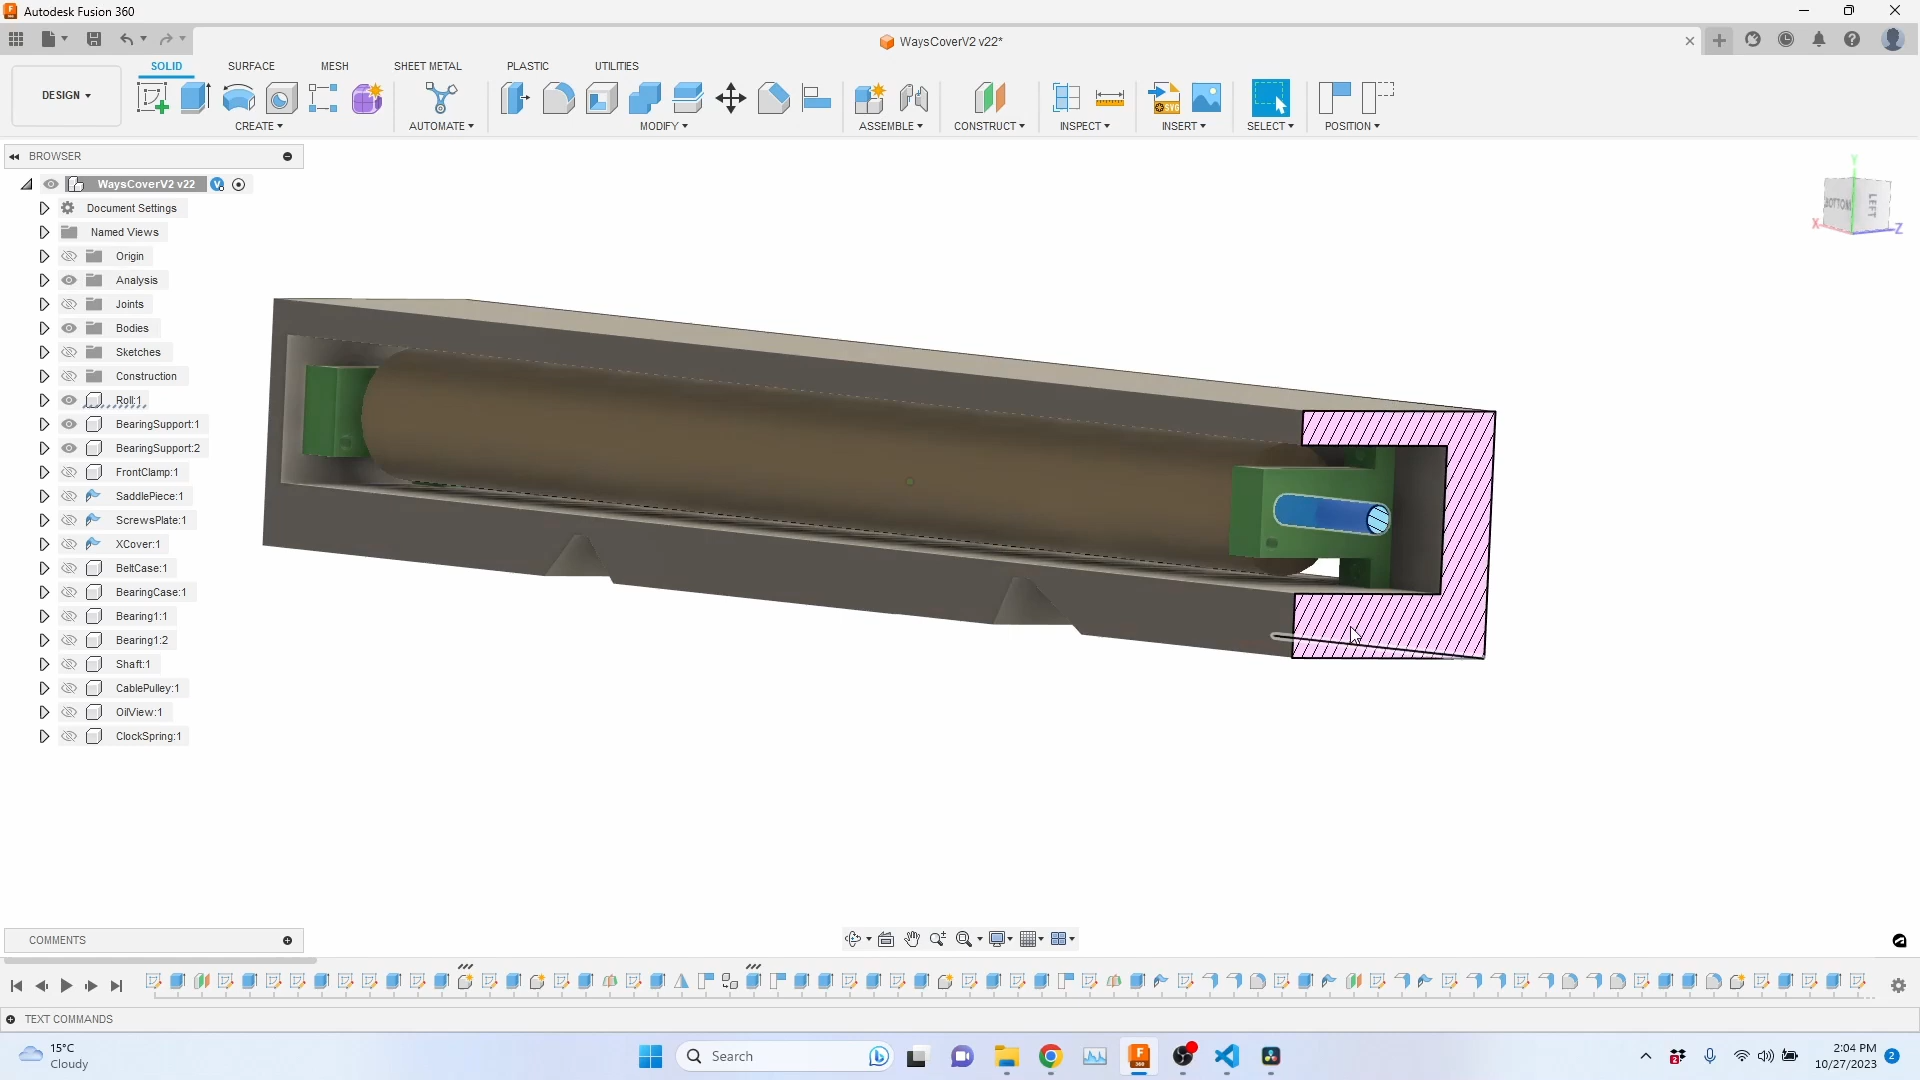 Autodesk Fusion 360
WaysCoverV2 v22*
DESIGN
SOLID
SURFACE
MESH
SHEET METAL
PLASTIC
UTILITIES
CREATE
AUTOMATE
MODIFY
ASSEMBLE
CONSTRUCT
INSPECT
INSERT
SELECT
POSITION
SVG
BROWSER
WaysCoverV2 v22
Document Settings
Named Views
Origin
Analysis
Joints
Bodies
Sketches
Construction
Roll:1
BearingSupport:1
BearingSupport:2
FrontClamp:1
SaddlePiece:1
ScrewsPlate:1
XCover:1
BeltCase:1
BearingCase:1
Bearing1:1
Bearing1:2
Shaft:1
CablePulley:1
OilView:1
ClockSpring:1
Y
BOTTOM
LEFT
X
Z
COMMENTS
TEXT COMMANDS
15°C
Cloudy
Search
2:04 PM
10/27/2023
2